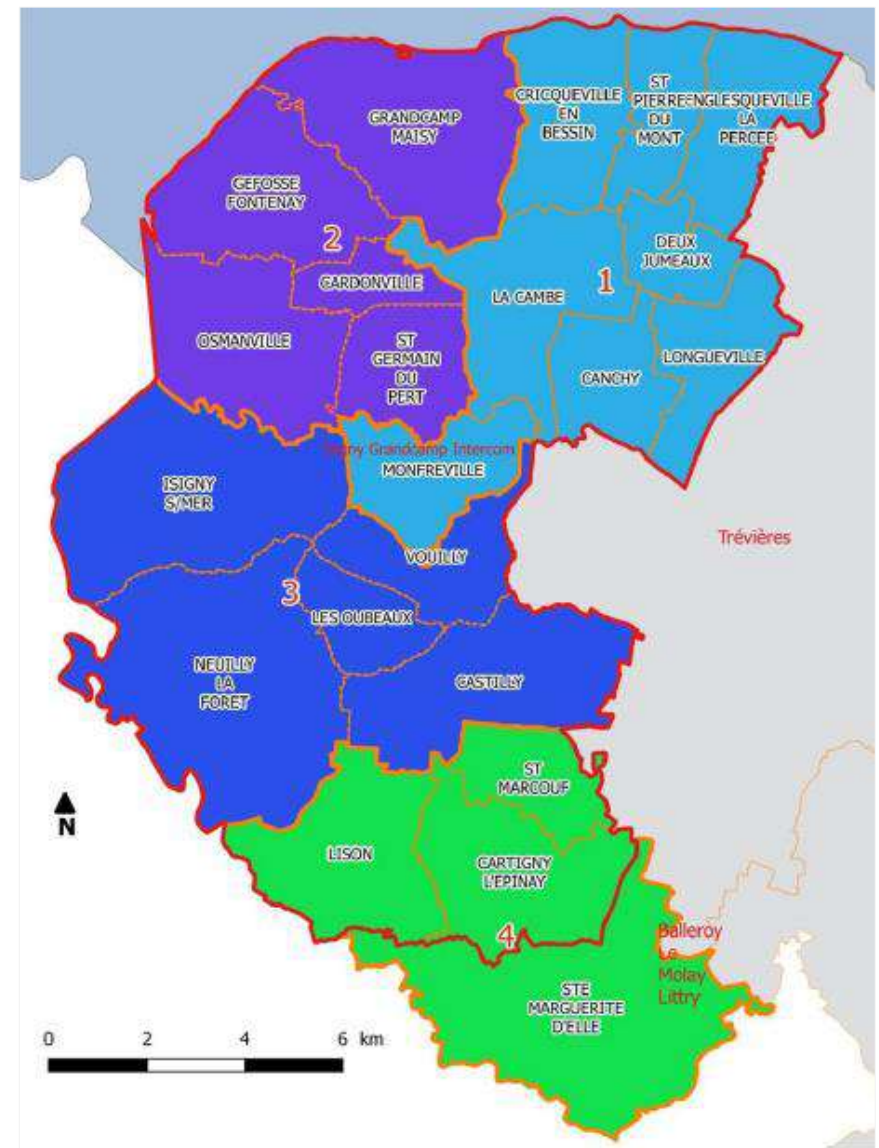 CRICQUEVILLE
EN
BESSIN
ST
PIERRE
DU
MONT
ENGLESQUEVILLE
LA
PERCEE
GRANDCAMP
MAISY
GEFOSSE
FONTENAY
2
DEUX
JUMEAUX
CARDONVILLE
LA CAMBE
1
OSMANVILLE
ST
GERMAIN
DU
PERT
LONGUEVILLE
CANCHY
Isigny Grandcamp Intercom
MONFREVILLE
ISIGNY
S/MER
Trévières
VOUILLY
3
LES OUBEAUX
NEUILLY
LA
FORET
CASTILLY
ST
MARCOUF
N
LISON
CARTIGNY
L'EPINAY
4
Balleroy
Le
Molay
Littry
STE
MARGUERITE
D'ELLE
0 2 4 6 km